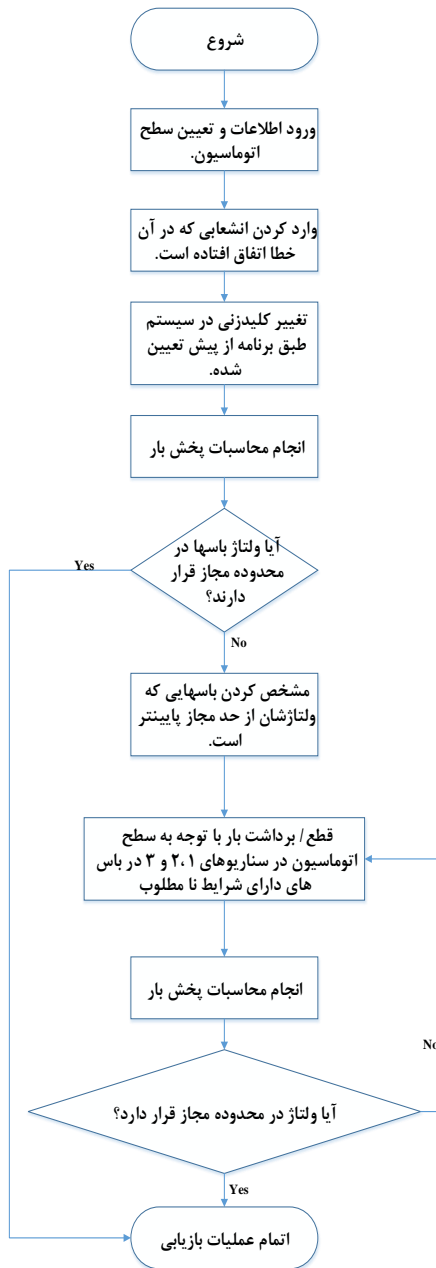 شروع
ورود اطلاعات و تعیین سطح
اتوماسیون.
وارد کردن انشعابی که در آن
خطا اتفاق افتاده است.
تغییر کلیدزنی در سیستم
طبق برنامه از پیش تعیین
شده.
انجام محاسبات پخش بار
آیا ولتاژ باسها در
محدوده مجاز قرار
دارند؟
Yes
No
مشخص کردن باسهایی که
ولتاژشان از حد مجاز پایینتر
است.
قطع/ برداشت بار با توجه به سطح
اتوماسیون در سناریوهای ۲،۱ و ۳ در باس
های دارای شرایط نا مطلوب
انجام محاسبات پخش بار
No
آیا ولتاژ در محدوده مجاز قرار دارد؟
Yes
اتمام عملیات بازیابی